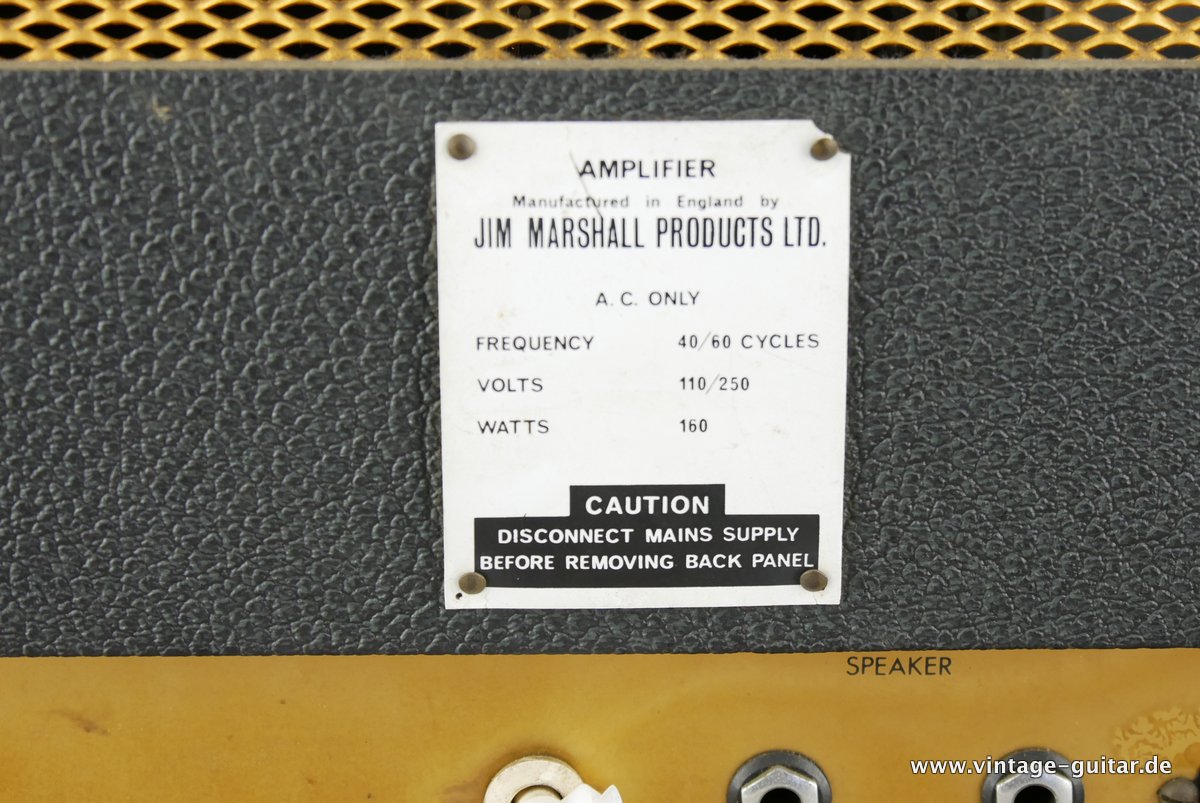 AMPLIFIER
Manufactured in England by
JIM MARSHALL PRODUCTS LTD.
A.C. ONLY
FREQUENCY 40/60 CYCLES
VOLTS 110/250
WATTS 160
CAUTION
DISCONNECT MAINS SUPPLY
BEFORE REMOVING BACK PANEL
SPEAKER
www.vintage-guitar.de